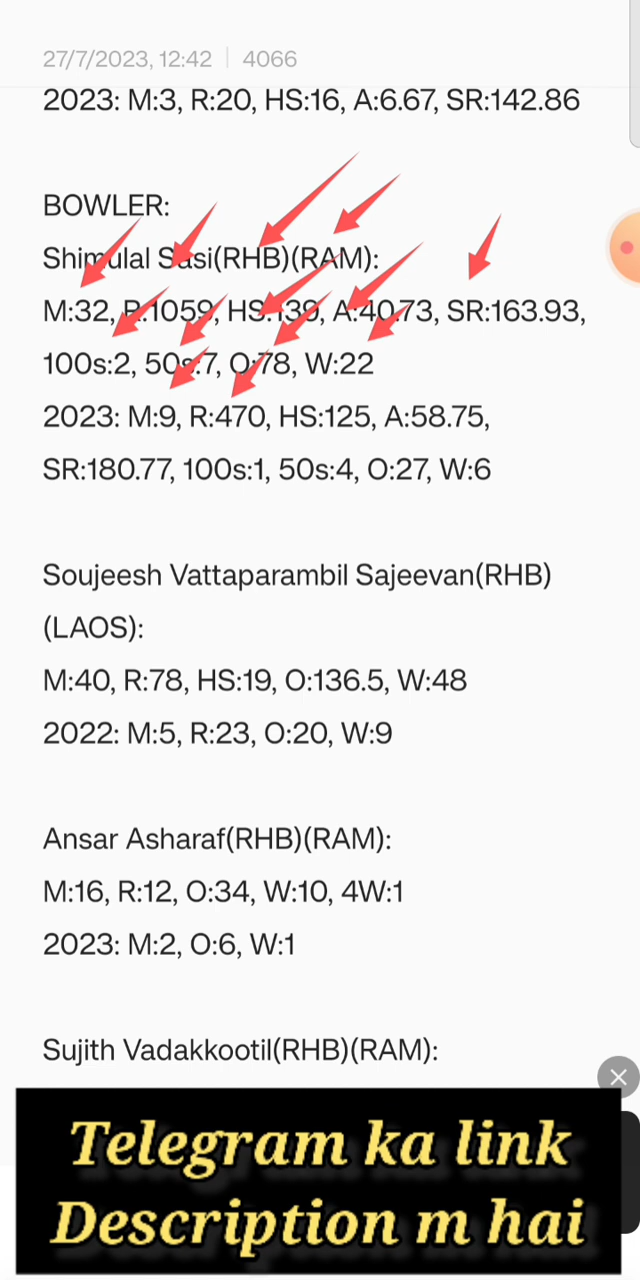 27/7/2023, 12:42 | 4066
2023: M:3, R:20, HS:16, A:6.67, SR:142.86
BOWLER:
Shimulal Sasi(RHB)(RAM):
M:32, R:1059, HS:139, A:40.73, SR:163.93,
100s:2, 50s:7, O:78, W:22
2023: M:9, R:470, HS:125, A:58.75,
SR:180.77, 100s:1, 50s:4, O:27, W:6
Soujeesh Vattaparambil Sajeevan(RHB)
(LAOS):
M:40, R:78, HS:19, O:136.5, W:48
2022: M:5, R:23, O:20, W:9
Ansar Asharaf(RHB)(RAM):
M:16, R:12, O:34, W:10, 4W:1
2023: M:2, O:6, W:1
Sujith Vadakkootil(RHB)(RAM):
Telegram ka link
Description m hai